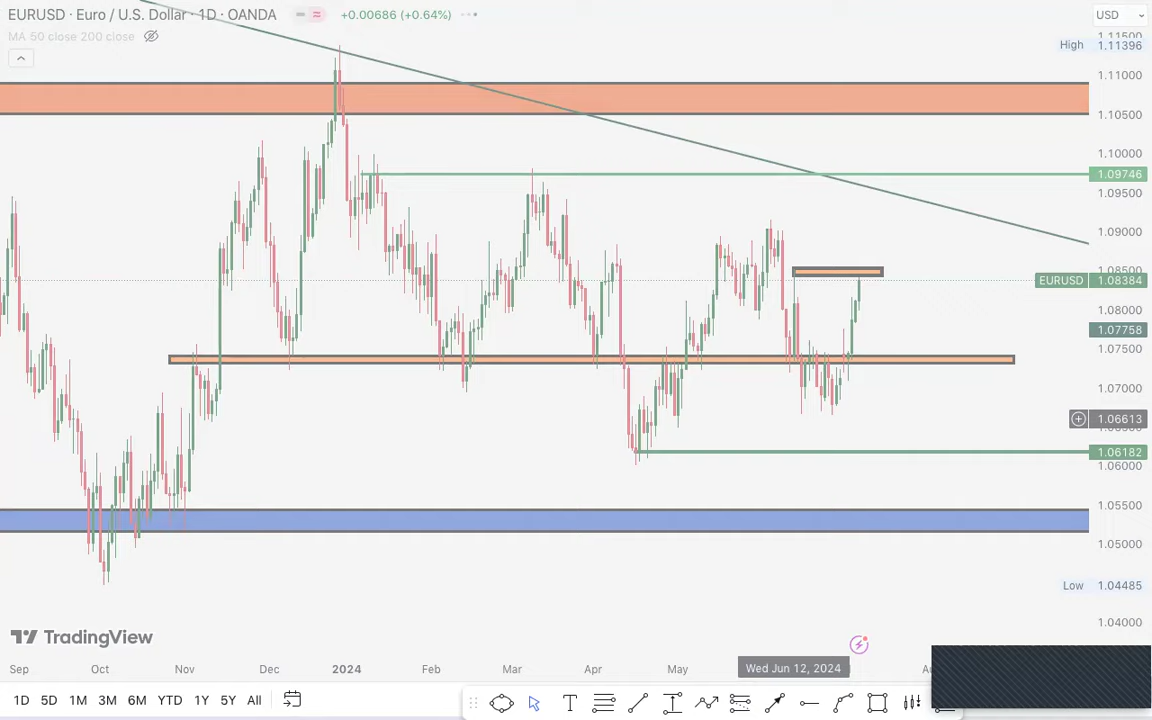 EURUSD · Euro / U.S. Dollar · 1D · OANDA
+0.00686 (+0.64%)
USD
MA 50 close 200 close
High 1.11396
1.11000
1.10500
1.10000
1.09746
1.09500
1.09000
EURUSD 1.08384
1.08000
1.07758
1.07500
1.07000
1.06613
1.06182
1.06000
1.05500
1.05000
Low 1.04485
1.04000
TradingView
Sep Oct Nov Dec 2024 Feb Mar Apr May Wed Jun 12, 2024
1D 5D 1M 3M 6M YTD 1Y 5Y All